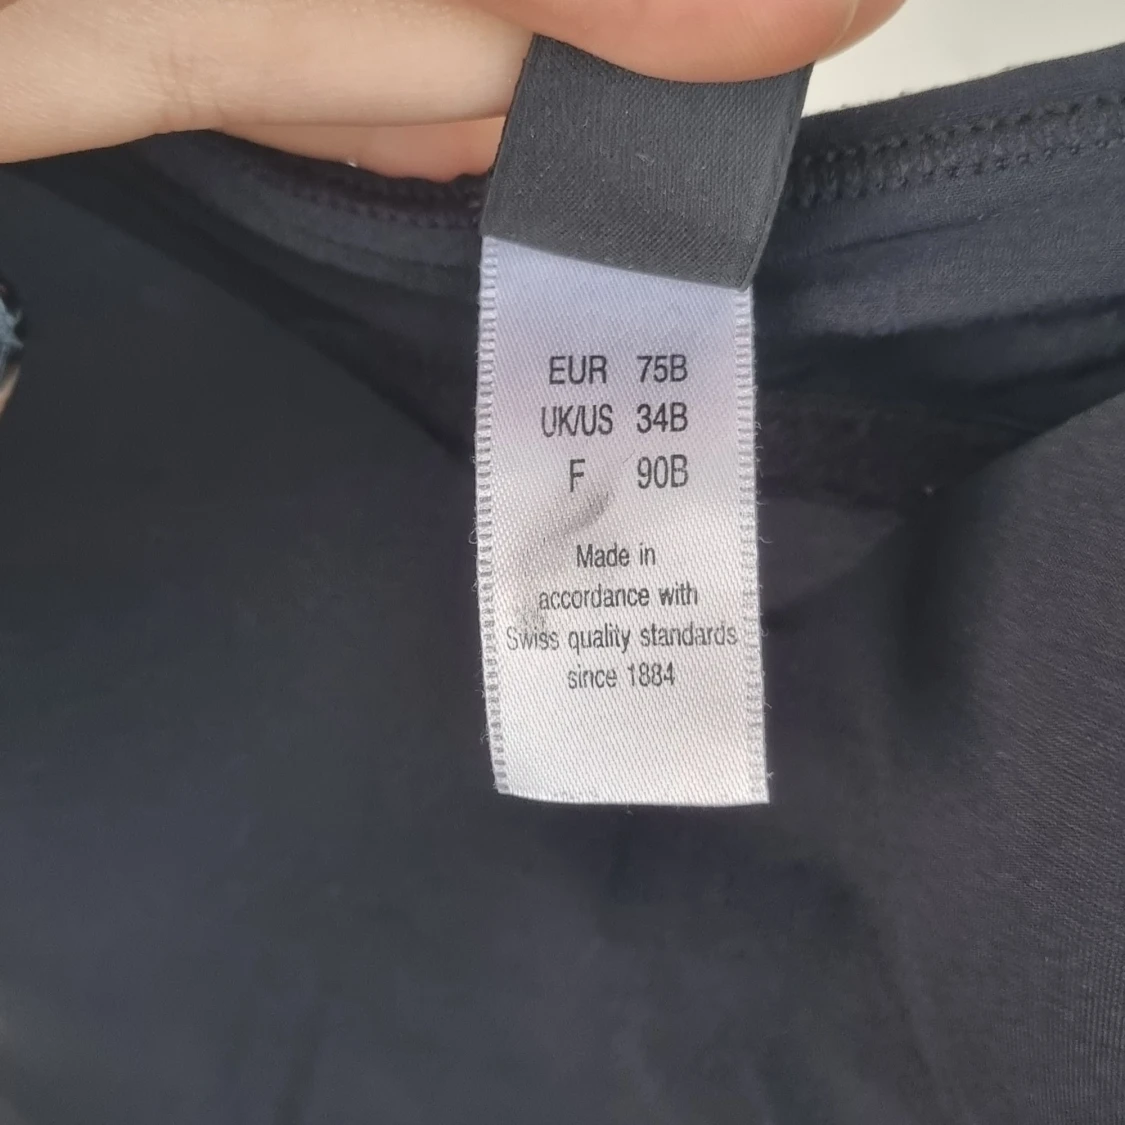 EUR 75B
UK/US 34B
F 90B
Made in
accordance with
Swiss quality standards
since 1884